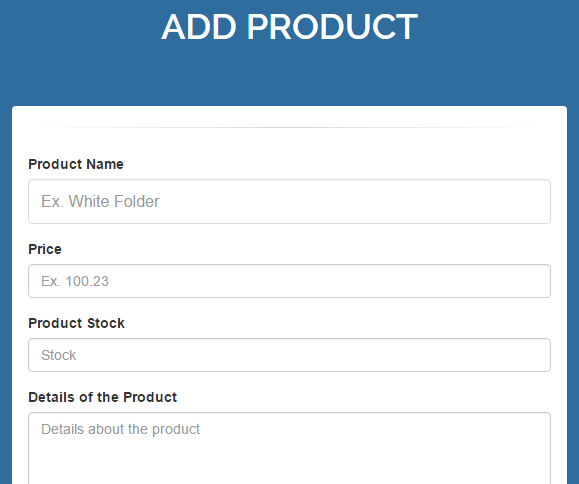 ADD PRODUCT
Product Name
Ex. White Folder
Price
Ex. 100.23
Product Stock
Stock
Details of the Product
Details about the product